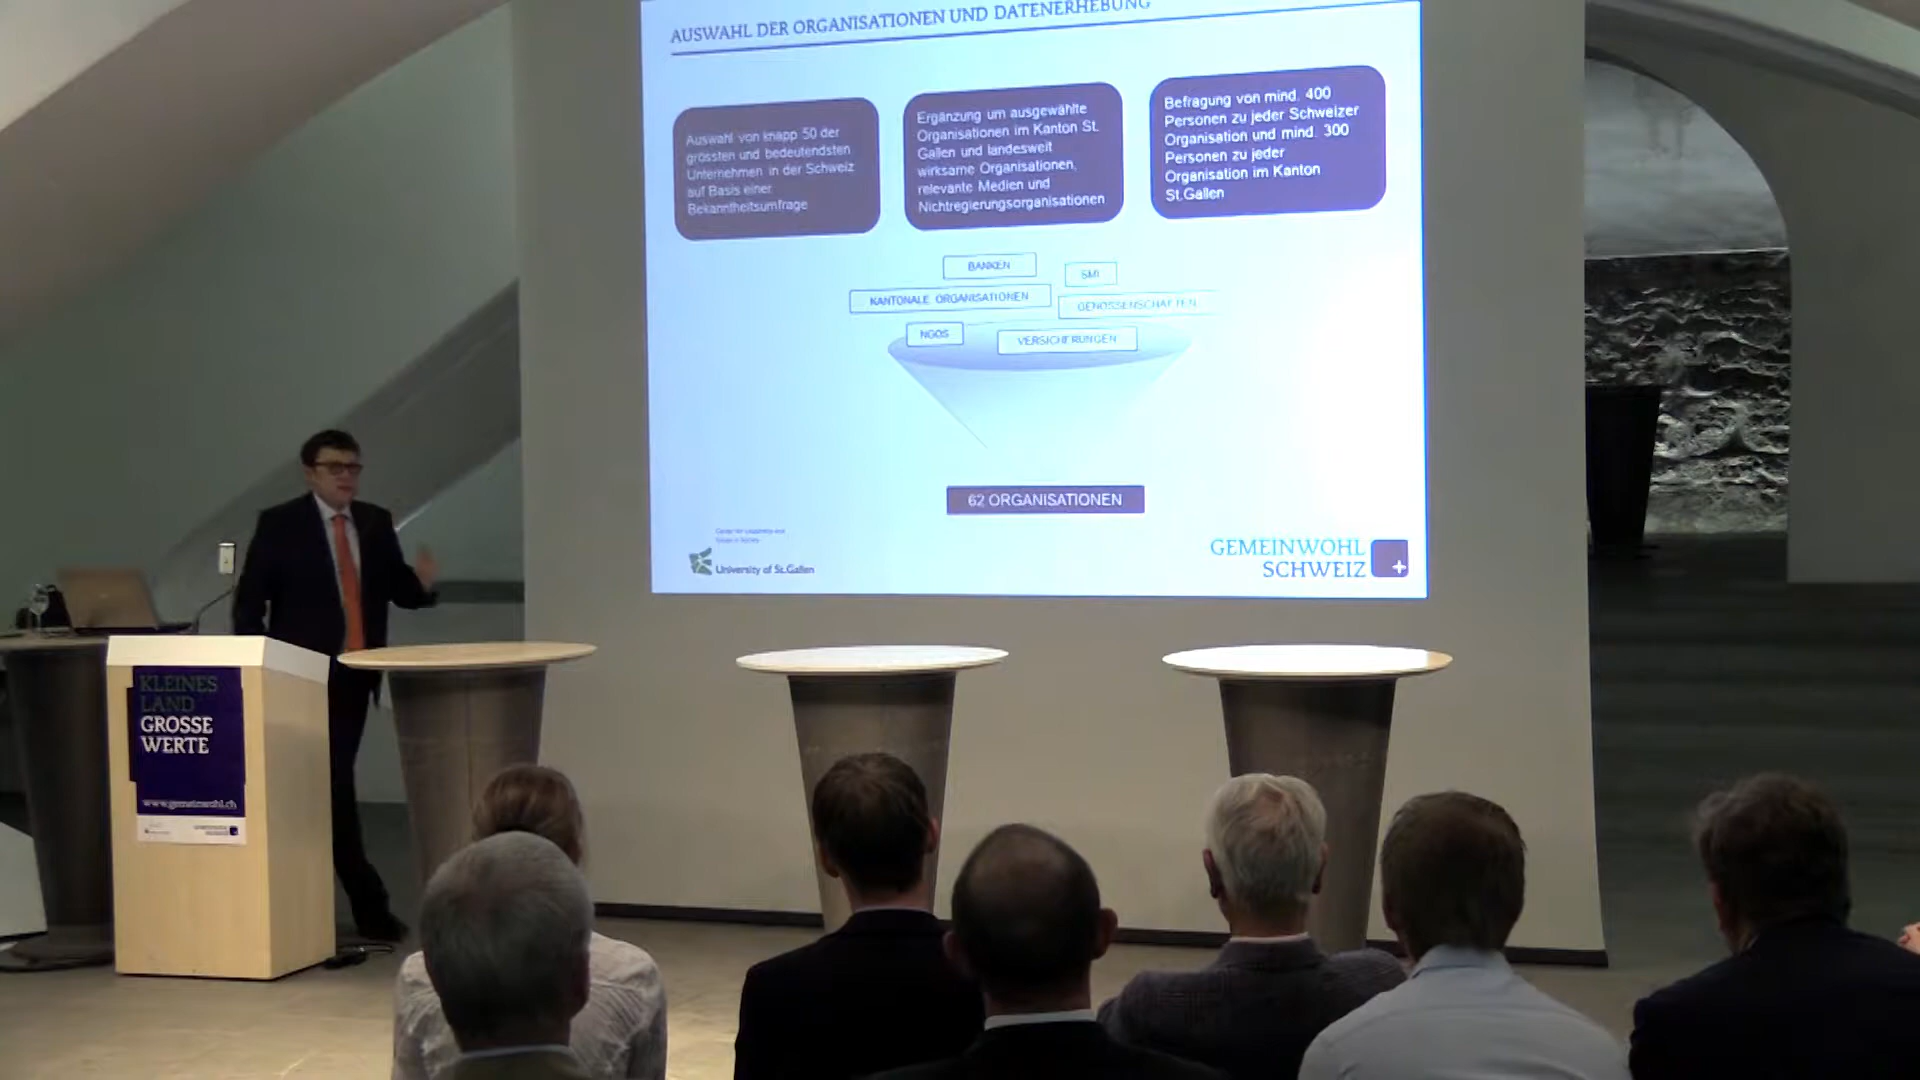 AUSWAHL DER ORGANISATIONEN UND DATENERHEBUNG
Auswahl von knapp 50 der
grössten und bedeutendsten
Unternehmen in der Schweiz
auf Basis einer
Bekanntheitsumfrage
Ergänzung um ausgewählte
Organisationen im Kanton St.
Gallen und landesweit
wirksame Organisationen,
relevante Medien und
Nichtregierungsorganisationen
Befragung von mind. 400
Personen zu jeder Schweizer
Organisation und mind. 300
Personen zu jeder
Organisation im Kanton
St.Gallen
BANKEN
SMI
KANTONALE ORGANISATIONEN
GENOSSENSCHAFTEN
NGOS
VERSICHERUNGEN
62 ORGANISATIONEN
University of St.Gallen
GEMEINWOHL
SCHWEIZ
KLEINES
LAND
GROSSE
WERTE
www.gemeinwohl.ch